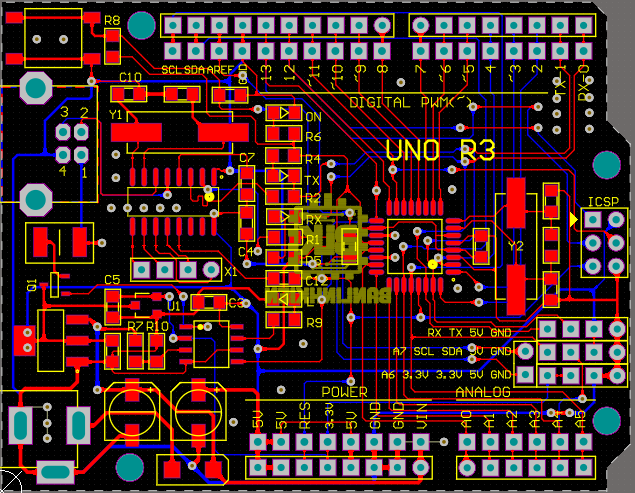 R8
SCL SDA AREF GND 13 12 ~11 ~10 ~9 8 7 ~6 ~5 4 ~3 2 TX→1 RX←0
C10
DIGITAL PWM(~)
Y1
3 2
4 1
ON
R6
UNO R3
R4
C7
TX
R2
ICSP
RX
R1
Y2
C4
R5
X1
C12
Q1
C5
L
BANLINKKEN
U1
C3
R9
R7 R10
RX TX 5V GND
A7 SCL SDA 5V GND
A6 3.3V 3.3V 5V GND
POWER
ANALOG
5V 5V RES 3.3V 5V GND GND VIN
A0 A1 A2 A3 A4 A5